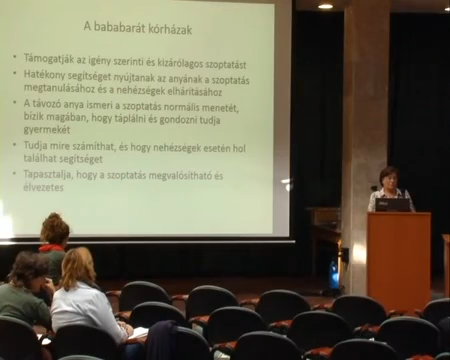 A bababarát kórházak
• Támogatják az igény szerinti és kizárólagos szoptatást
• Hatékony segítséget nyújtanak az anyának a szoptatás
megtanulásához és a nehézségek elhárításához
• A távozó anya ismeri a szoptatás normális menetét,
bízik magában, hogy táplálni és gondozni tudja
gyermekét
• Tudja mire számíthat, és hogy nehézségek esetén hol
találhat segítséget
• Tapasztalja, hogy a szoptatás megvalósítható és
élvezetes